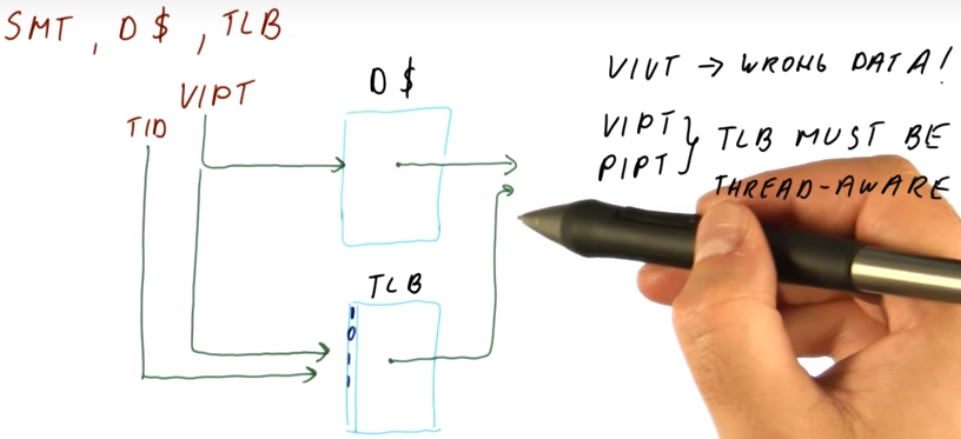 SMT, D $, TLB
VIPT
TID
D $
TLB
1
0
1
1
VIVT → WRONG DATA!
VIPT
PIPT } TLB MUST BE
THREAD-AWARE